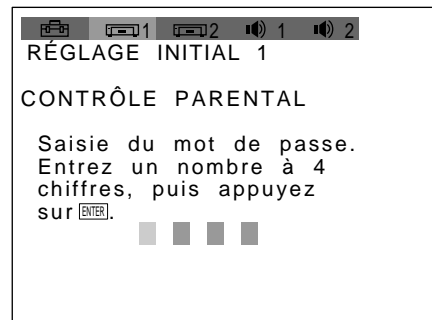 1 2 1 2
RÉGLAGE INITIAL 1
CONTRÔLE PARENTAL
Saisie du mot de passe.
Entrez un nombre à 4
chiffres, puis appuyez
sur ENTER.